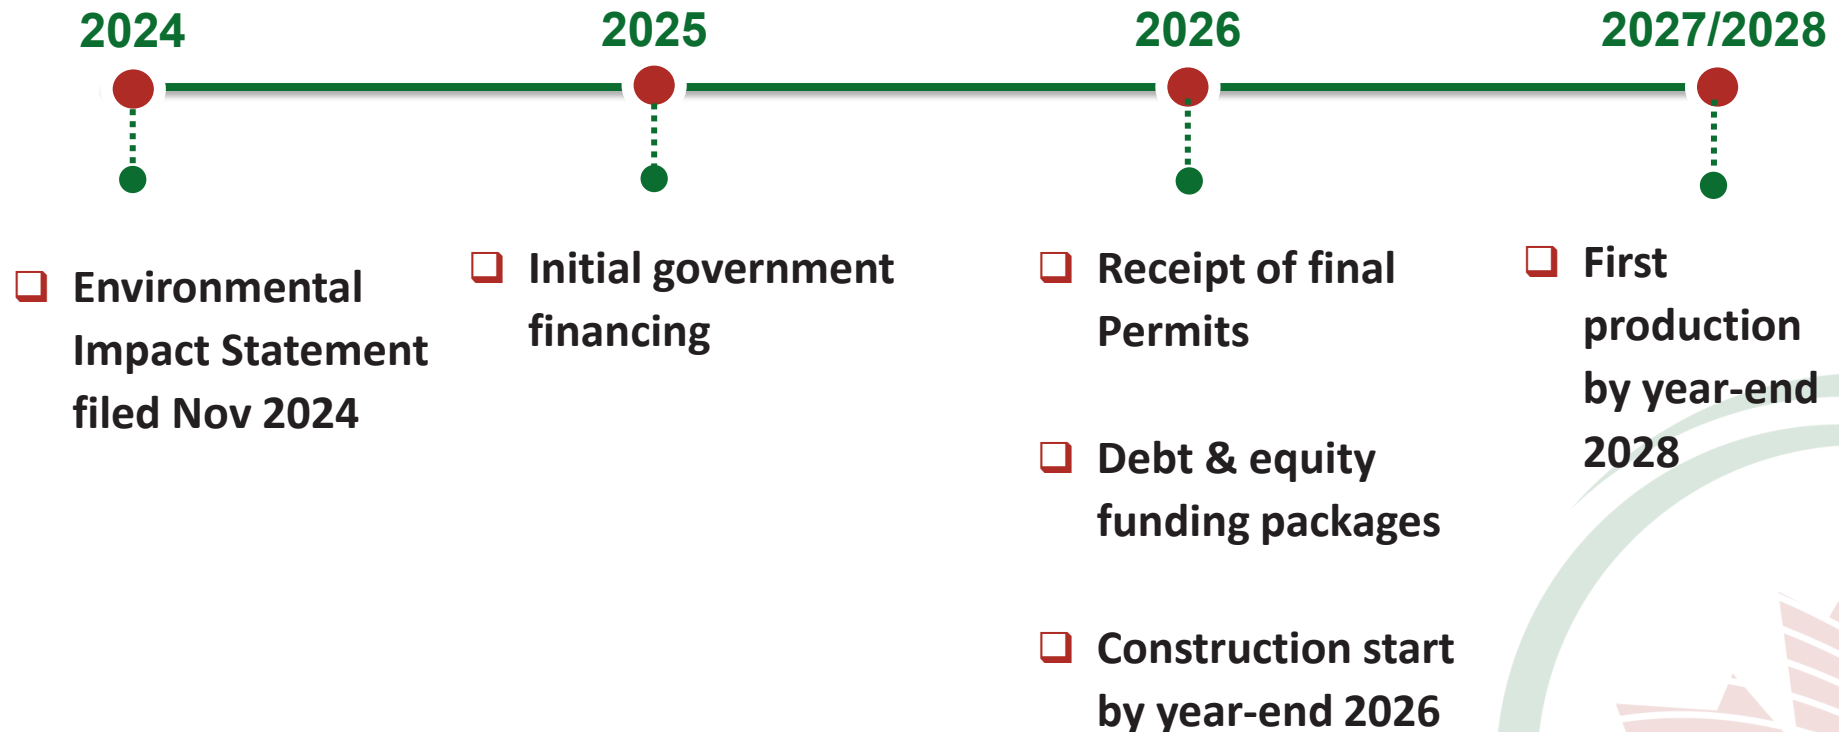 2024
2025
2026
2027/2028
Environmental
Impact Statement
filed Nov 2024
Initial government
financing
Receipt of final
Permits
Debt & equity
funding packages
Construction start
by year-end 2026
First
production
by year-end
2028